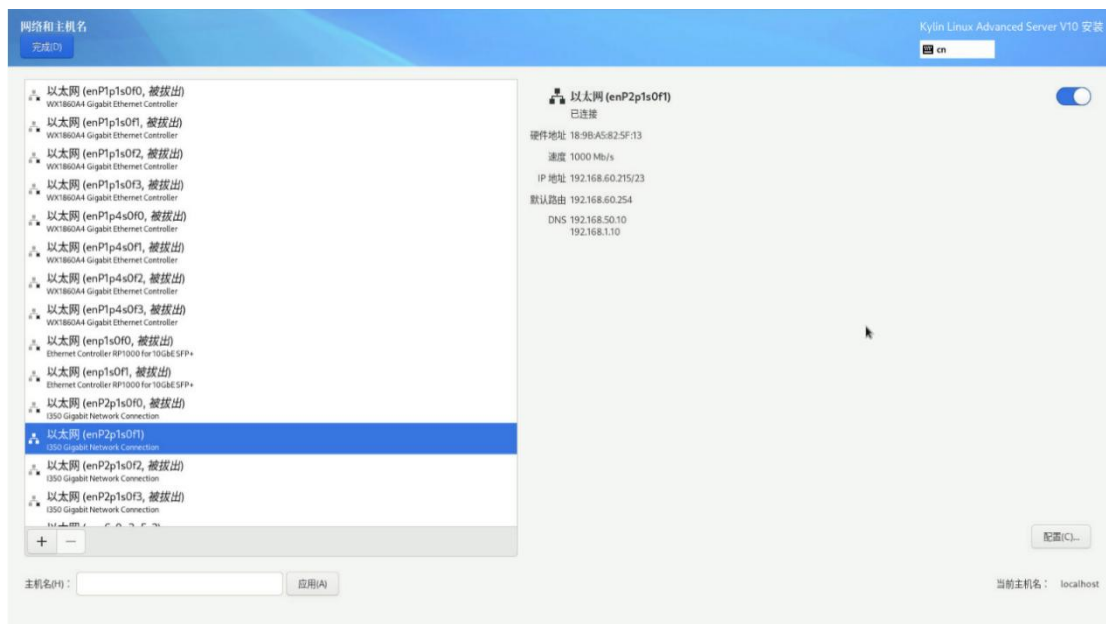 网络和主机名
完成(D)
Kylin Linux Advanced Server V10 安装
cn
以太网 (enP1p1s0f0, 被拔出)
WX1860A4 Gigabit Ethernet Controller
以太网 (enP1p1s0f1, 被拔出)
WX1860A4 Gigabit Ethernet Controller
以太网 (enP1p1s0f2, 被拔出)
WX1860A4 Gigabit Ethernet Controller
以太网 (enP1p1s0f3, 被拔出)
WX1860A4 Gigabit Ethernet Controller
以太网 (enP1p4s0f0, 被拔出)
WX1860A4 Gigabit Ethernet Controller
以太网 (enP1p4s0f1, 被拔出)
WX1860A4 Gigabit Ethernet Controller
以太网 (enP1p4s0f2, 被拔出)
WX1860A4 Gigabit Ethernet Controller
以太网 (enP1p4s0f3, 被拔出)
WX1860A4 Gigabit Ethernet Controller
以太网 (enp1s0f0, 被拔出)
Ethernet Controller RP1000 for 10GbE SFP+
以太网 (enp1s0f1, 被拔出)
Ethernet Controller RP1000 for 10GbE SFP+
以太网 (enP2p1s0f0, 被拔出)
I350 Gigabit Network Connection
以太网 (enP2p1s0f1)
I350 Gigabit Network Connection
以太网 (enP2p1s0f2, 被拔出)
I350 Gigabit Network Connection
以太网 (enP2p1s0f3, 被拔出)
I350 Gigabit Network Connection
以太网 (enP2p1s0f1)
已连接
硬件地址 18:9B:A5:82:5F:13
速度 1000 Mb/s
IP 地址 192.168.60.215/23
默认路由 192.168.60.254
DNS 192.168.50.10
192.168.1.10
配置(C)...
主机名(H)：
应用(A)
当前主机名： localhost